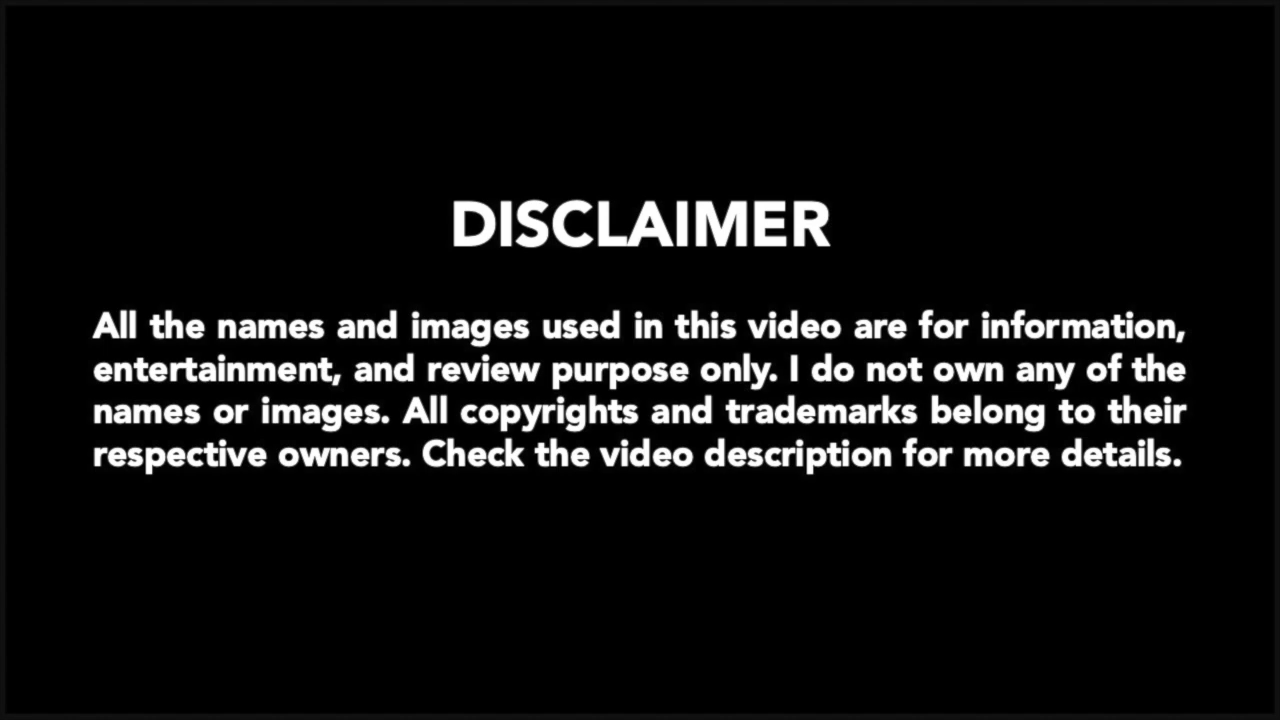 DISCLAIMER
All the names and images used in this video are for information,
entertainment, and review purpose only. I do not own any of the
names or images. All copyrights and trademarks belong to their
respective owners. Check the video description for more details.